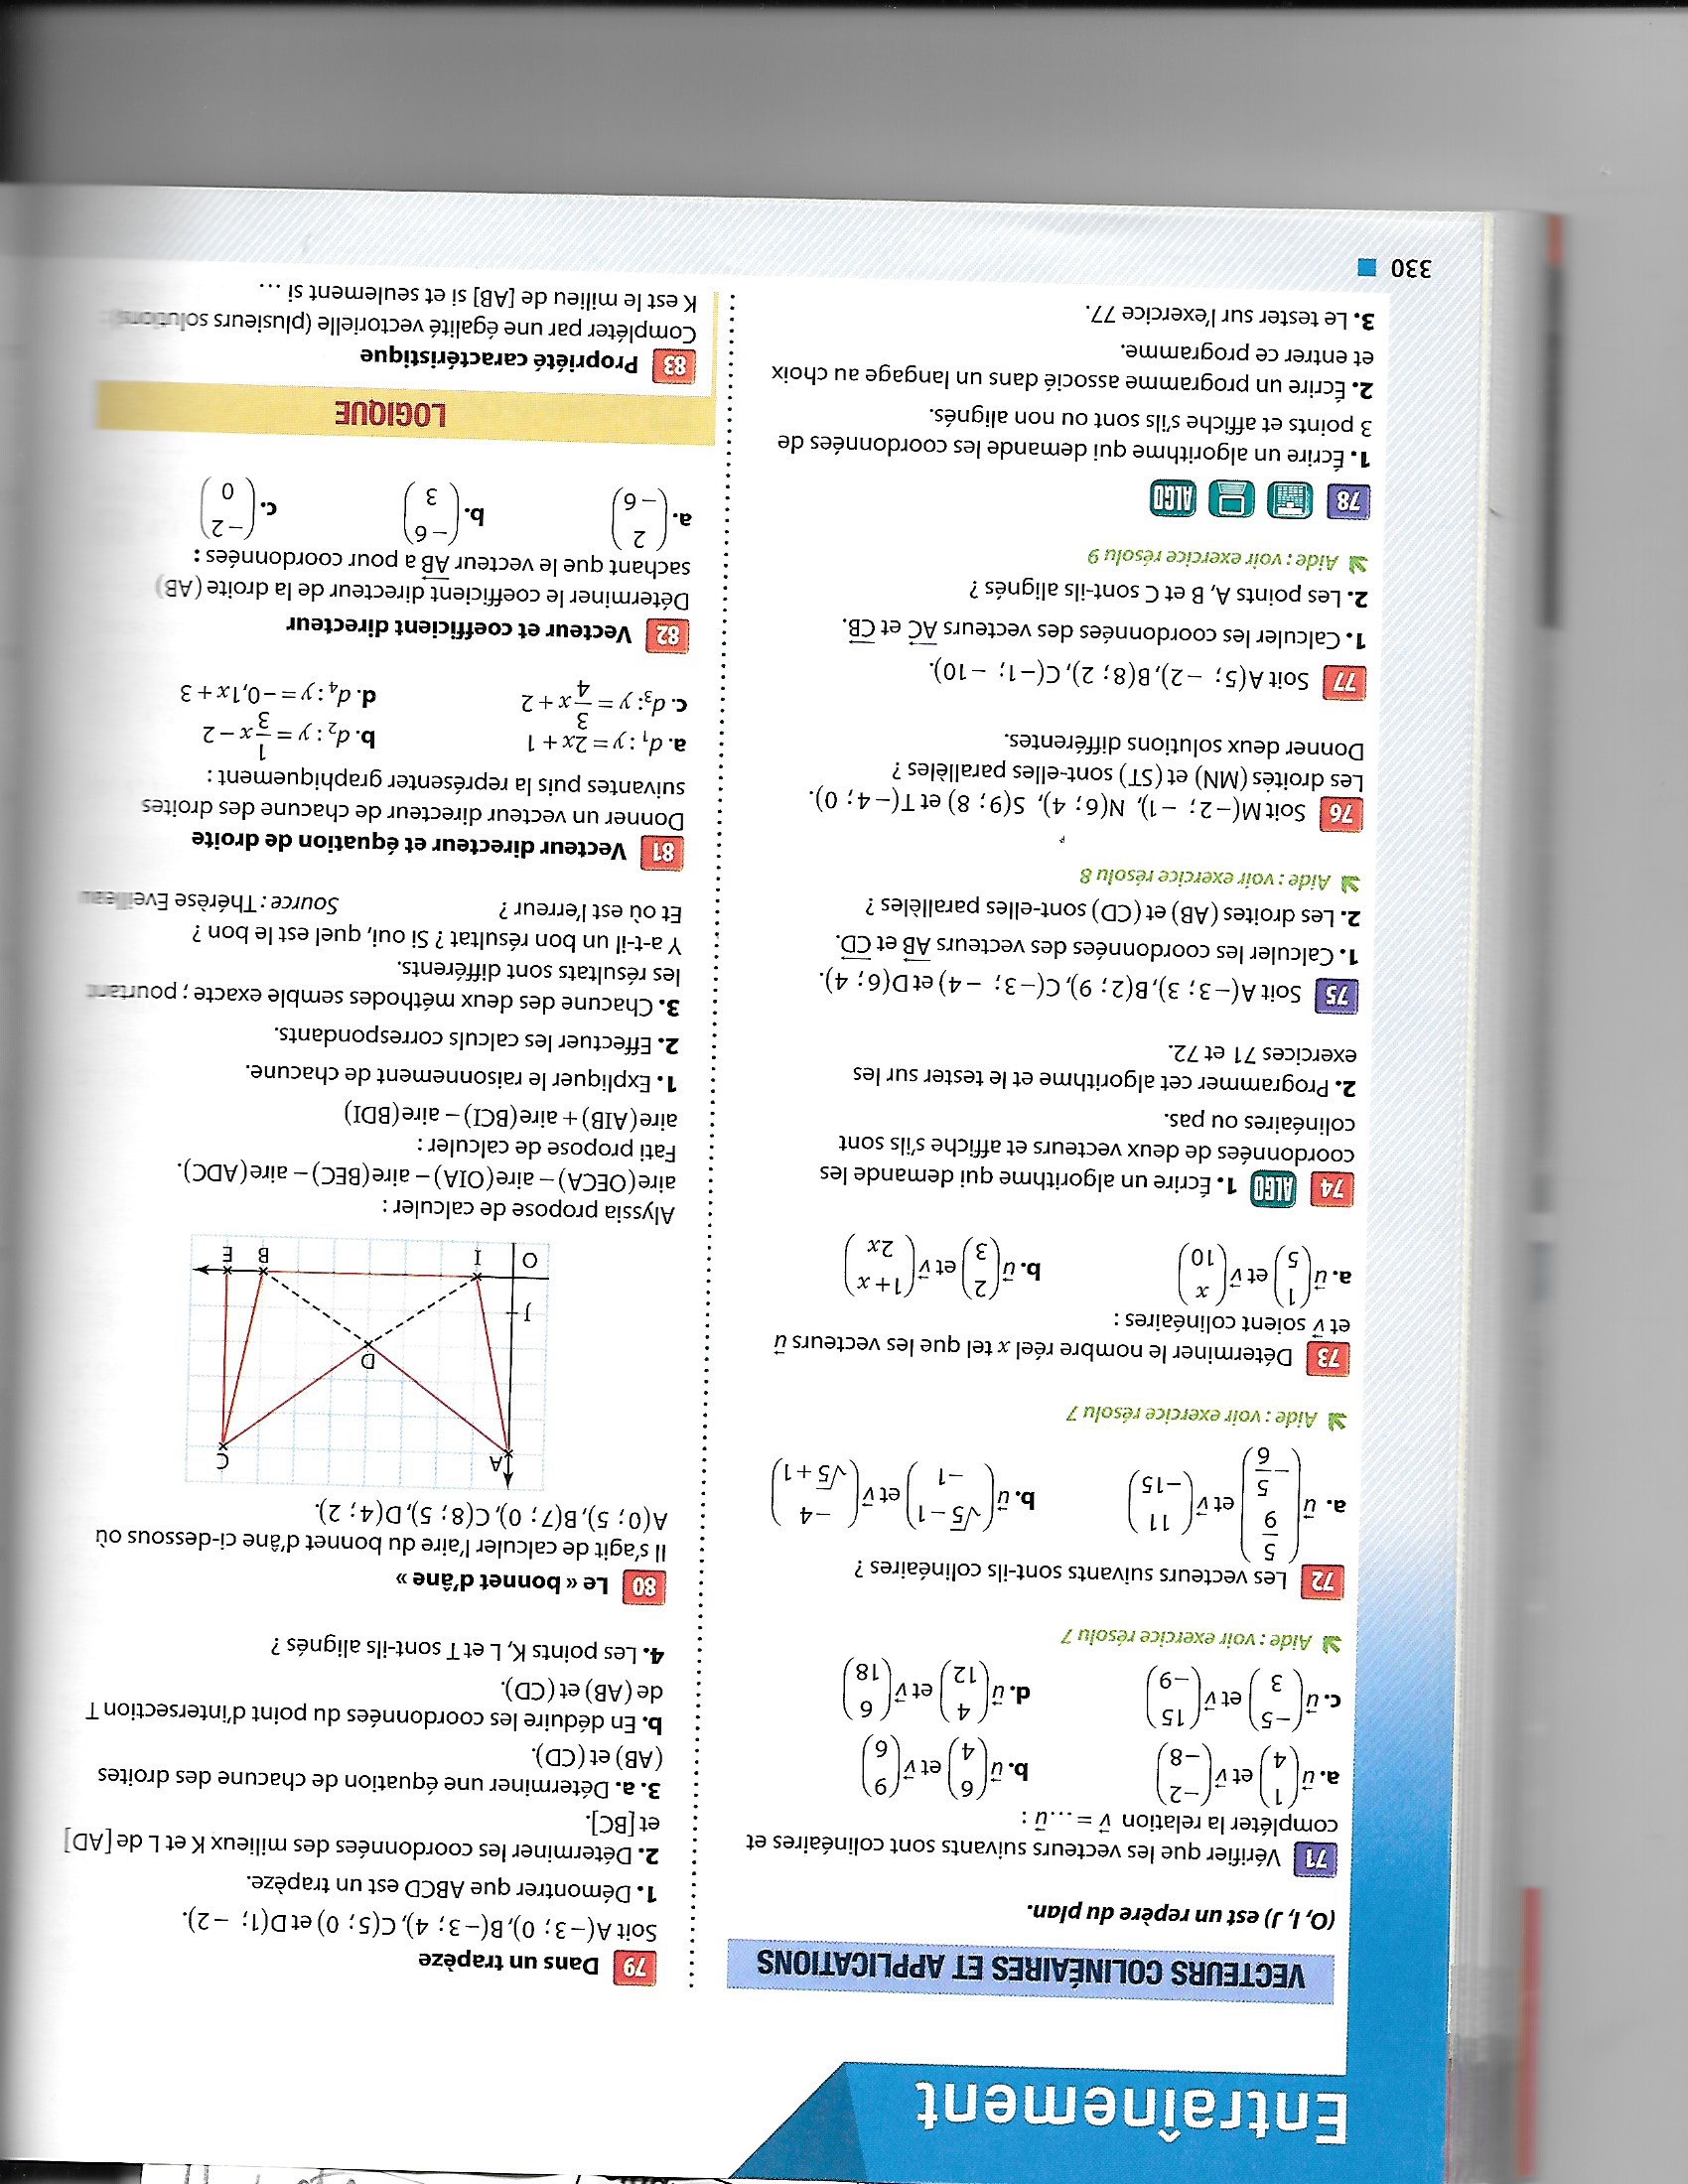 Entraînement
VECTEURS COLINÉAIRES ET APPLICATIONS
(O, I, J) est un repère du plan.
71 Vérifier que les vecteurs suivants sont colinéaires et
compléter la relation v⃗ = ...u⃗ :
a. u⃗(1 ; 4) et v⃗(−2 ; −8) b. u⃗(6 ; 4) et v⃗(9 ; 6)
c. u⃗(−5 ; 3) et v⃗(15 ; −9) d. u⃗(4 ; 12) et v⃗(6 ; 18)
Aide : voir exercice résolu 7
72 Les vecteurs suivants sont-ils colinéaires ?
a. u⃗(5/9 ; −5/6) et v⃗(11 ; −15) b. u⃗(√5 − 1 ; −1) et v⃗(−4 ; √5 + 1)
Aide : voir exercice résolu 7
73 Déterminer le nombre réel x tel que les vecteurs u⃗
et v⃗ soient colinéaires :
a. u⃗(1 ; 5) et v⃗(x ; 10) b. u⃗(2 ; 3) et v⃗(1 + x ; 2x)
74 ALGO 1. Écrire un algorithme qui demande les
coordonnées de deux vecteurs et affiche s'ils sont
colinéaires ou pas.
2. Programmer cet algorithme et le tester sur les
exercices 71 et 72.
75 Soit A(−3 ; 3), B(2 ; 9), C(−3 ; −4) et D(6 ; 4).
1. Calculer les coordonnées des vecteurs AB et CD.
2. Les droites (AB) et (CD) sont-elles parallèles ?
Aide : voir exercice résolu 8
76 Soit M(−2 ; −1), N(6 ; 4), S(9 ; 8) et T(−4 ; 0).
Les droites (MN) et (ST) sont-elles parallèles ?
Donner deux solutions différentes.
77 Soit A(5 ; −2), B(8 ; 2), C(−1 ; −10).
1. Calculer les coordonnées des vecteurs AC et CB.
2. Les points A, B et C sont-ils alignés ?
Aide : voir exercice résolu 9
78 ALGO
1. Écrire un algorithme qui demande les coordonnées de
3 points et affiche s'ils sont ou non alignés.
2. Écrire un programme associé dans un langage au choix
et entrer ce programme.
3. Le tester sur l'exercice 77.
330
79 Dans un trapèze
Soit A(−3 ; 0), B(−3 ; 4), C(5 ; 0) et D(1 ; −2).
1. Démontrer que ABCD est un trapèze.
2. Déterminer les coordonnées des milieux K et L de [AD]
et [BC].
3. a. Déterminer une équation de chacune des droites
(AB) et (CD).
b. En déduire les coordonnées du point d'intersection T
de (AB) et (CD).
4. Les points K, L et T sont-ils alignés ?
80 Le « bonnet d'âne »
Il s'agit de calculer l'aire du bonnet d'âne ci-dessous où
A(0 ; 5), B(7 ; 0), C(8 ; 5), D(4 ; 2).
A C
D
J
O I B E
Alyssia propose de calculer :
aire(OECA) − aire(OIA) − aire(BEC) − aire(ADC).
Fati propose de calculer :
aire(AIB) + aire(BCI) − aire(BDI)
1. Expliquer le raisonnement de chacune.
2. Effectuer les calculs correspondants.
3. Chacune des deux méthodes semble exacte ; pourtant
les résultats sont différents.
Y a-t-il un bon résultat ? Si oui, quel est le bon ?
Et où est l'erreur ? Source : Thérèse Eveilleau
81 Vecteur directeur et équation de droite
Donner un vecteur directeur de chacune des droites
suivantes puis la représenter graphiquement :
a. d₁ : y = 2x + 1 b. d₂ : y = 1/3 x − 2
c. d₃ : y = 3/4 x + 2 d. d₄ : y = −0,1x + 3
82 Vecteur et coefficient directeur
Déterminer le coefficient directeur de la droite (AB)
sachant que le vecteur AB a pour coordonnées :
a. (2 ; −6) b. (−6 ; 3) c. (−2 ; 0)
LOGIQUE
83 Propriété caractéristique
Compléter par une égalité vectorielle (plusieurs solutions) :
K est le milieu de [AB] si et seulement si ...